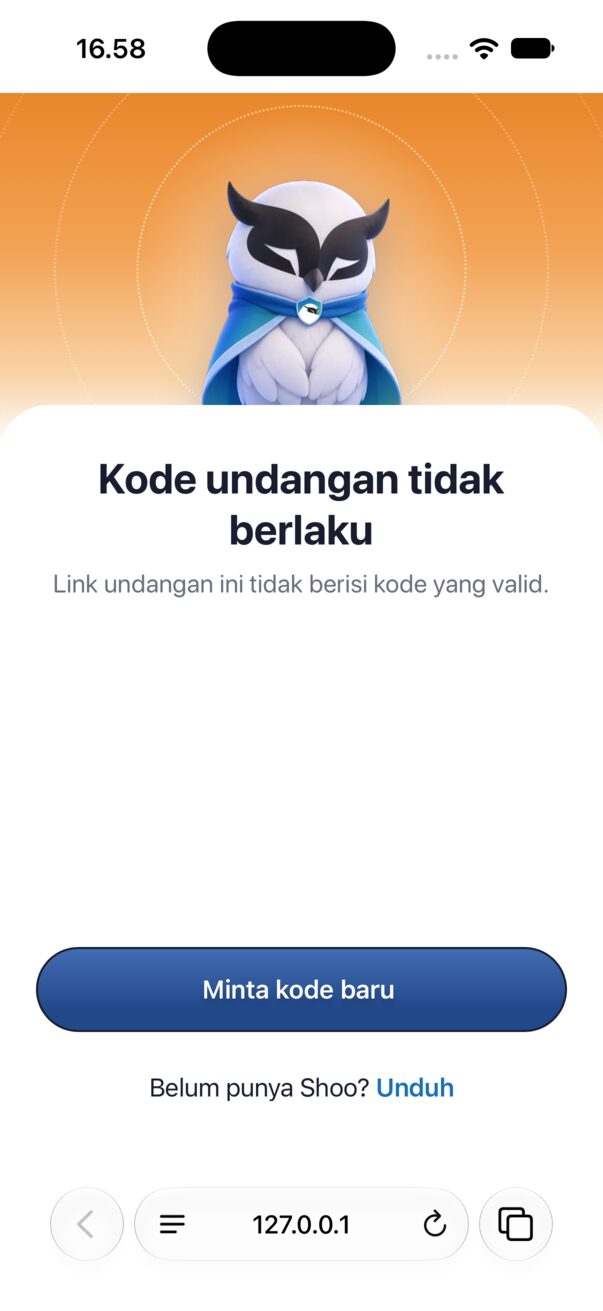 16.58
Kode undangan tidak
berlaku
Link undangan ini tidak berisi kode yang valid.
Minta kode baru
Belum punya Shoo? Unduh
127.0.0.1